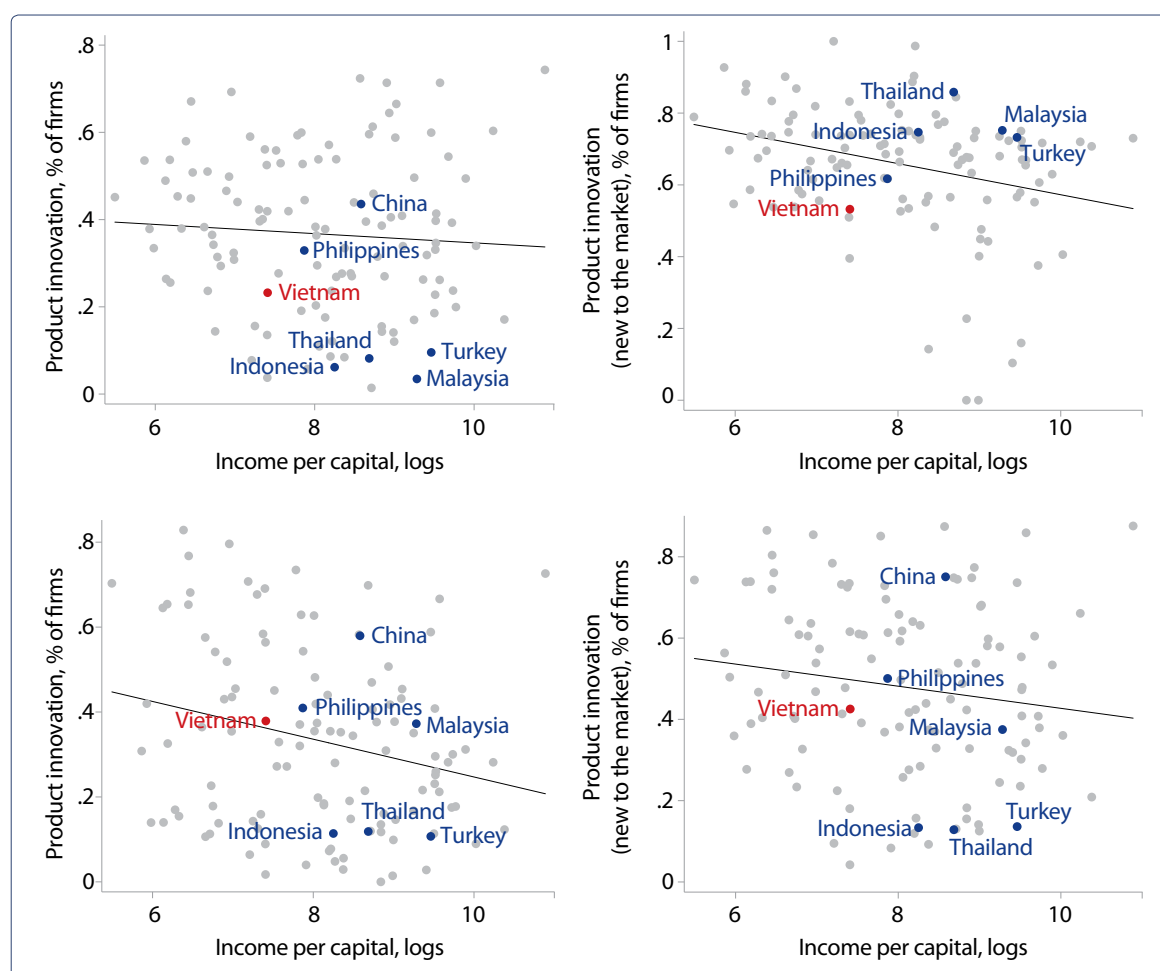 Product innovation, % of firms
.8
.6
.4
.2
0
China
Philippines
Vietnam
Thailand
Indonesia
Turkey
Malaysia
6
8
10
Income per capital, logs
Product innovation
(new to the market), % of firms
1
.8
.6
.4
.2
0
Thailand
Malaysia
Indonesia
Turkey
Philippines
Vietnam
6
8
10
Income per capital, logs
Product innovation, % of firms
.8
.6
.4
.2
0
China
Philippines
Vietnam
Malaysia
Thailand
Indonesia
Turkey
6
8
10
Income per capital, logs
Product innovation
(new to the market), % of firms
.8
.6
.4
.2
0
China
Philippines
Vietnam
Malaysia
Turkey
Indonesia
Thailand
6
8
10
Income per capital, logs